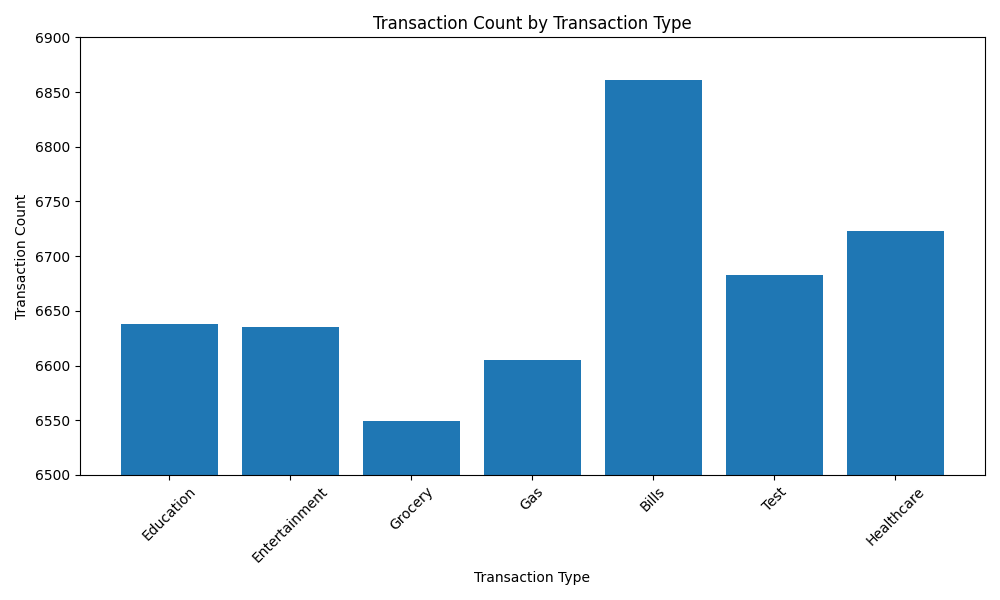 Transaction Count by Transaction Type
Transaction Count
6900
6850
6800
6750
6700
6650
6600
6550
6500
Education
Entertainment
Grocery
Gas
Bills
Test
Healthcare
Transaction Type